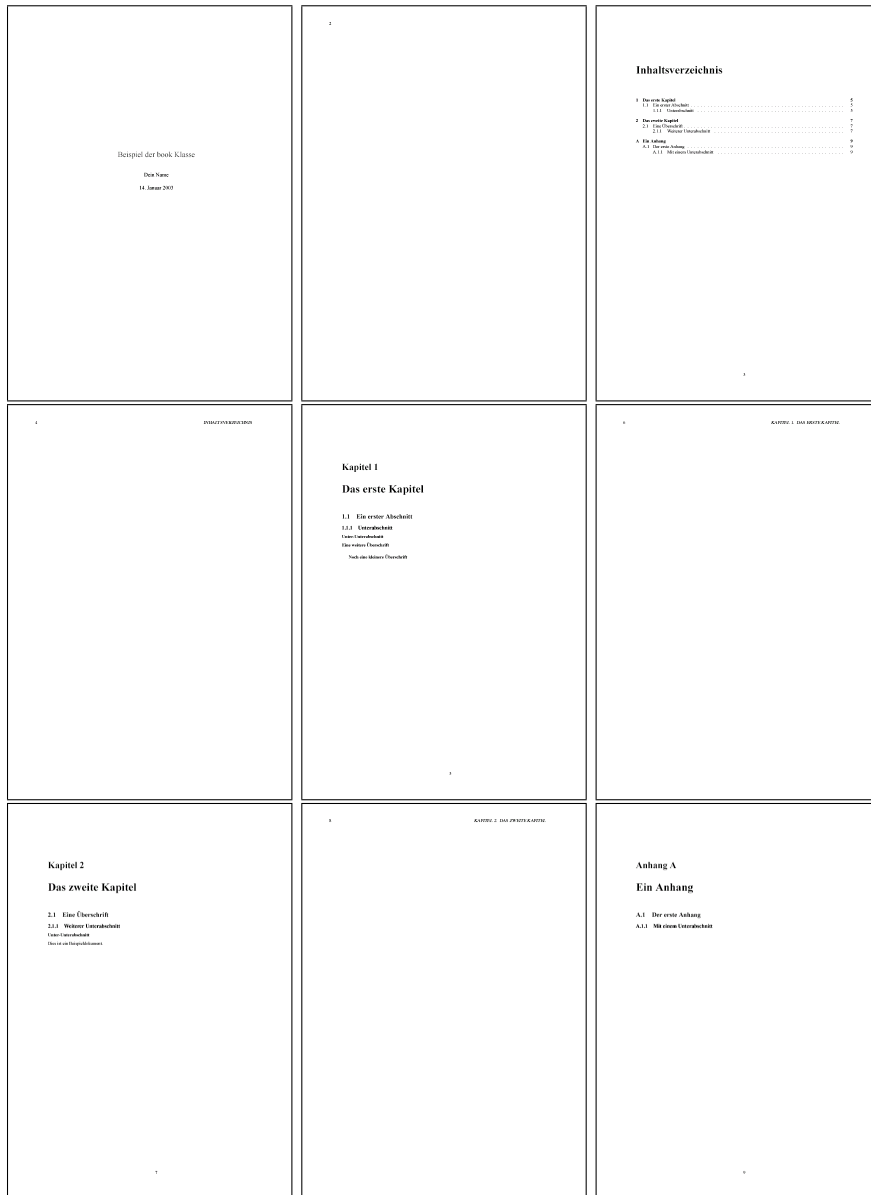 Beispiel der book Klasse
Dein Name
14. Januar 2003
2
Inhaltsverzeichnis
1 Das erste Kapitel 5
1.1 Ein erster Abschnitt . . . . . . . . . . 5
1.1.1 Unterabschnitt . . . . . . . . . . 5
2 Das zweite Kapitel 7
2.1 Eine Überschrift . . . . . . . . . . 7
2.1.1 Weiterer Unterabschnitt . . . . . . . . . . 7
A Ein Anhang 9
A.1 Der erste Anhang . . . . . . . . . . 9
A.1.1 Mit einem Unterabschnitt . . . . . . . . . . 9
3
4 INHALTSVERZEICHNIS
Kapitel 1
Das erste Kapitel
1.1 Ein erster Abschnitt
1.1.1 Unterabschnitt
Unter-Unterabschnitt
Eine weitere Überschrift
Noch eine kleinere Überschrift
5
6 KAPITEL 1. DAS ERSTE KAPITEL
Kapitel 2
Das zweite Kapitel
2.1 Eine Überschrift
2.1.1 Weiterer Unterabschnitt
Unter-Unterabschnitt
Dies ist ein Beispieldokument.
7
8 KAPITEL 2. DAS ZWEITE KAPITEL
Anhang A
Ein Anhang
A.1 Der erste Anhang
A.1.1 Mit einem Unterabschnitt
9